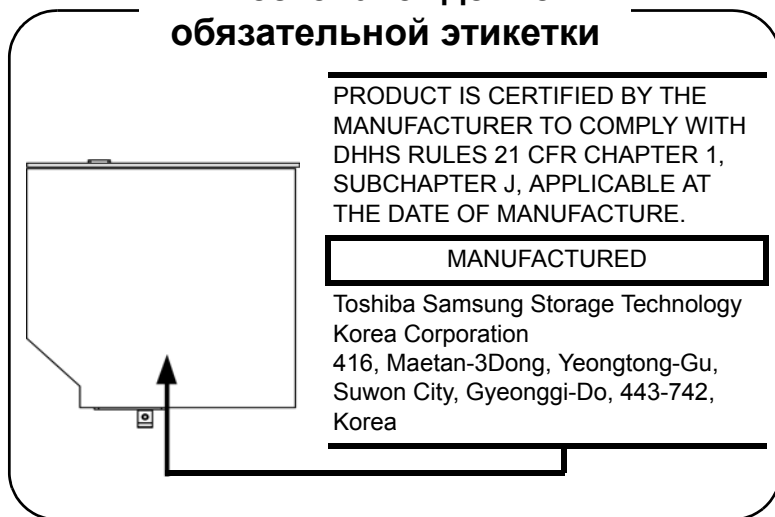 обязательной этикетки
PRODUCT IS CERTIFIED BY THE
MANUFACTURER TO COMPLY WITH
DHHS RULES 21 CFR CHAPTER 1,
SUBCHAPTER J, APPLICABLE AT
THE DATE OF MANUFACTURE.
MANUFACTURED
Toshiba Samsung Storage Technology
Korea Corporation
416, Maetan-3Dong, Yeongtong-Gu,
Suwon City, Gyeonggi-Do, 443-742,
Korea